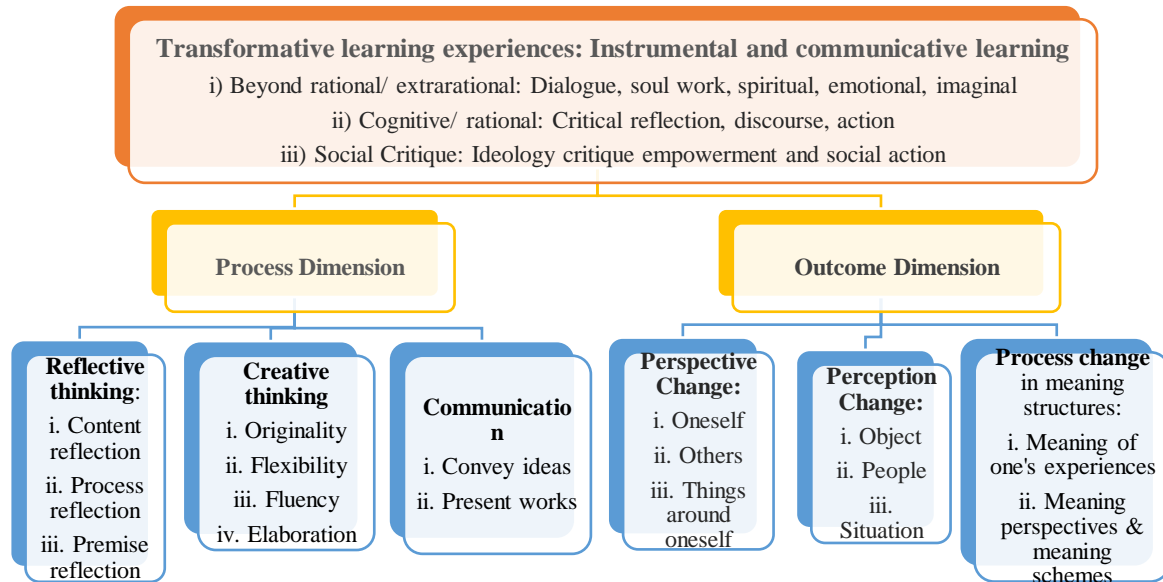 Transformative learning experiences: Instrumental and communicative learning
i) Beyond rational/ extrarational: Dialogue, soul work, spiritual, emotional, imaginal
ii) Cognitive/ rational: Critical reflection, discourse, action
iii) Social Critique: Ideology critique empowerment and social action
Process Dimension
Outcome Dimension
Reflective
thinking:
i. Content
reflection
ii. Process
reflection
iii. Premise
reflection
Creative
thinking
i. Originality
ii. Flexibility
iii. Fluency
iv. Elaboration
Communicatio
n
i. Convey ideas
ii. Present works
Perspective
Change:
i. Oneself
ii. Others
iii. Things
around
oneself
Perception
Change:
i. Object
ii. People
iii.
Situation
Process change
in meaning
structures:
i. Meaning of
one's experiences
ii. Meaning
perspectives &
meaning
schemes